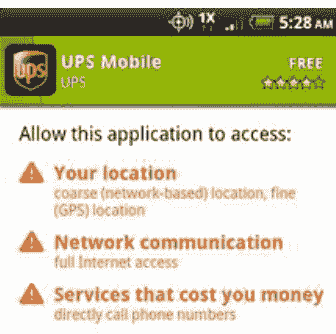 1X 5:28 AM
ups UPS Mobile FREE
UPS
Allow this application to access:
Your location
coarse (network-based) location, fine
(GPS) location
Network communication
full Internet access
Services that cost you money
directly call phone numbers